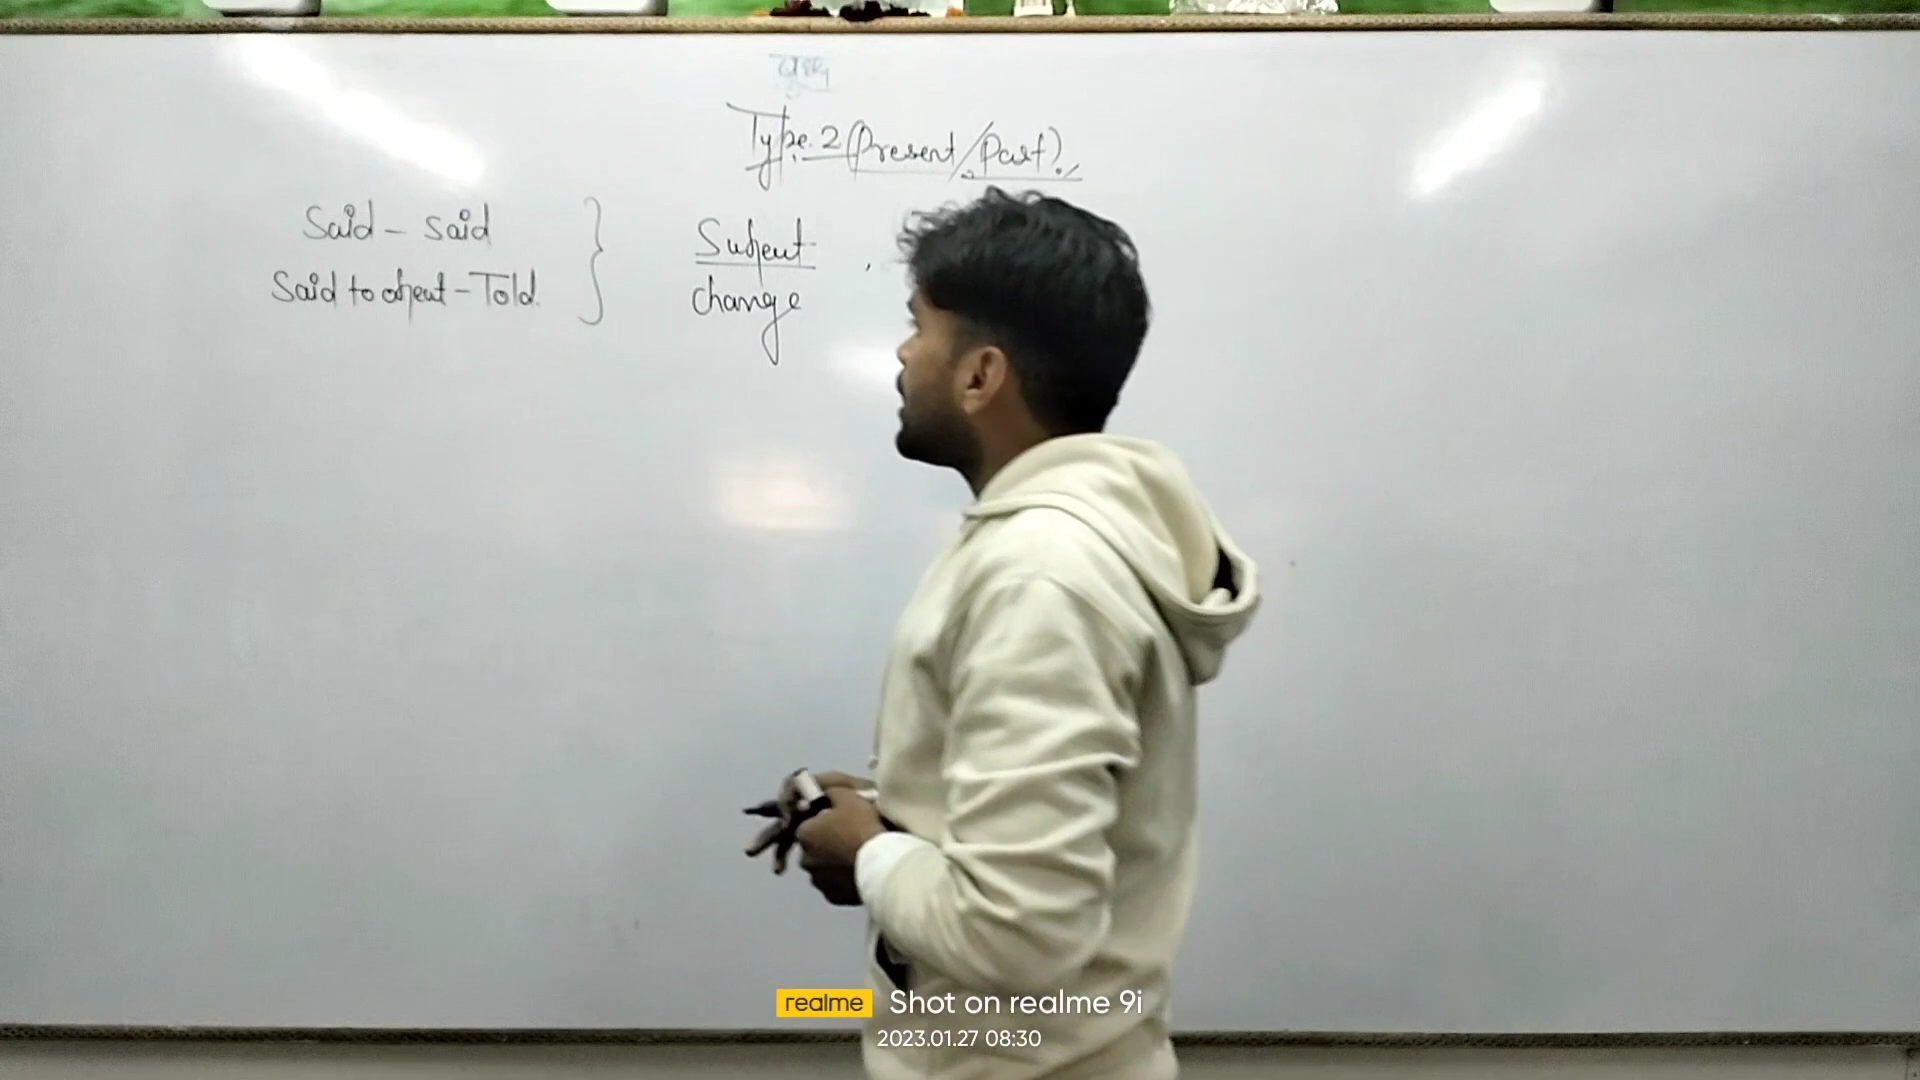 Type. 2 (Present/Past)
Said - Said
Said to object - Told
Subject
change
realme Shot on realme 9i
2023.01.27 08:30